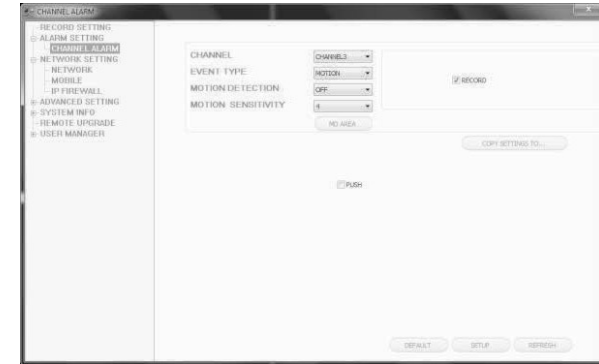 CHANNEL ALARM
RECORD SETTING
ALARM SETTING
CHANNEL ALARM
NETWORK SETTING
NETWORK
MOBILE
IP FIREWALL
ADVANCED SETTING
SYSTEM INFO
REMOTE UPGRADE
USER MANAGER
CHANNEL CHANNEL3
EVENT TYPE MOTION
MOTION DETECTION OFF
MOTION SENSITIVITY 4
MD AREA
RECORD
COPY SETTINGS TO...
PUSH
DEFAULT SETUP REFRESH